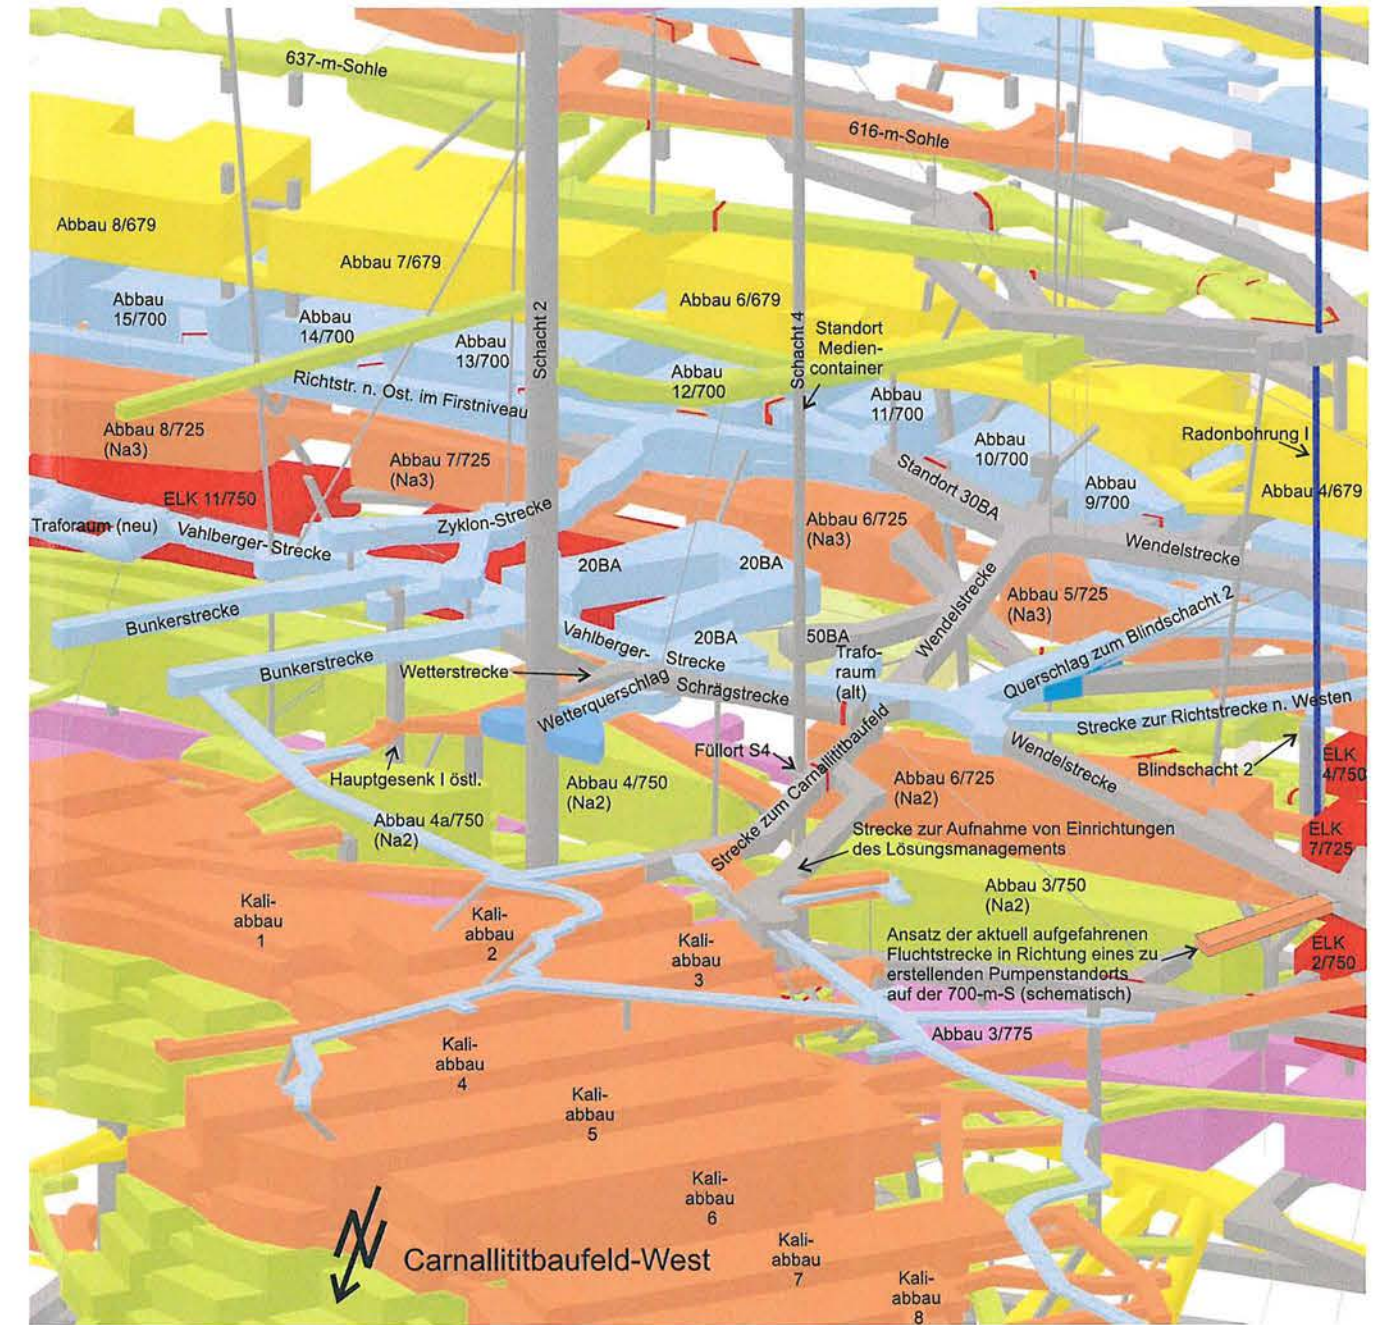 637-m-Sohle
616-m-Sohle
Abbau 8/679
Abbau 7/679
Abbau 6/679
Schacht 2
Schacht 4
Standort
Medien-
container
Abbau
15/700
Abbau
14/700
Abbau
13/700
Abbau
12/700
Abbau
11/700
Abbau
10/700
Abbau
9/700
Richtstr. n. Ost. im Firstniveau
Radonbohrung I
Abbau 4/679
Abbau 8/725
(Na3)
Abbau 7/725
(Na3)
Standort 30BA
ELK 11/750
Zyklon-Strecke
Abbau 6/725
(Na3)
Traforaum (neu)
Vahlberger-Strecke
Wendelstrecke
20BA
20BA
Abbau 5/725
(Na3)
Wendelstrecke
Bunkerstrecke
20BA
50BA
Querschlag zum Blindschacht 2
Vahlberger-
Strecke
Trafo-
raum
(alt)
Bunkerstrecke
Wetterstrecke
Wetterquerschlag
Schrägstrecke
Strecke zur Richtstrecke n. Westen
Füllort S4
Strecke zum Carnallititbaufeld
Wendelstrecke
Blindschacht 2
ELK
4/750
Hauptgesenk I östl.
Abbau 4/750
(Na2)
Abbau 6/725
(Na2)
Abbau 4a/750
(Na2)
Strecke zur Aufnahme von Einrichtungen
des Lösungsmanagements
ELK
7/725
Abbau 3/750
(Na2)
Kali-
abbau
1
Kali-
abbau
2
Kali-
abbau
3
Ansatz der aktuell aufgefahrenen
Fluchtstrecke in Richtung eines zu
erstellenden Pumpenstandorts
auf der 700-m-S (schematisch)
ELK
2/750
Abbau 3/775
Kali-
abbau
4
Kali-
abbau
5
Kali-
abbau
6
Kali-
abbau
7
Kali-
abbau
8
N
Carnallititbaufeld-West